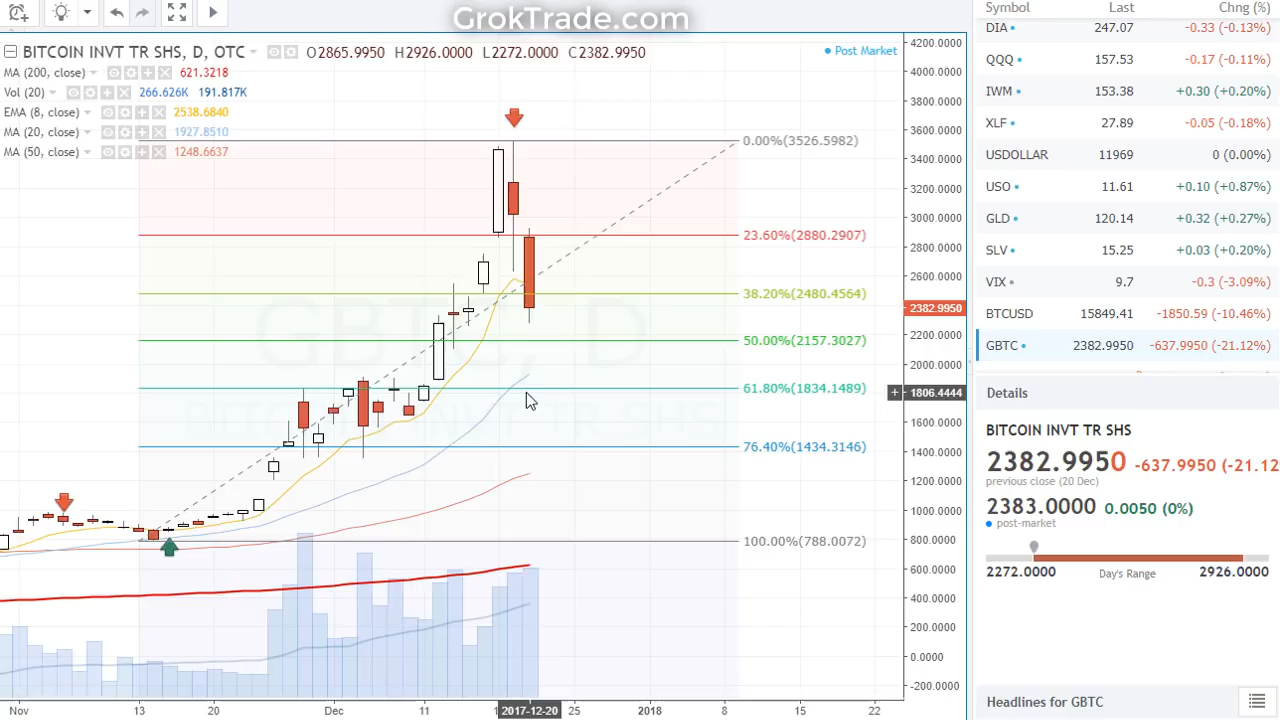 GrokTrade.com
BITCOIN INVT TR SHS, D, OTC O2865.9950 H2926.0000 L2272.0000 C2382.9950
Post Market
MA (200, close) 621.3218
Vol (20) 266.626K 191.817K
EMA (8, close) 2538.6840
MA (20, close) 1927.8510
MA (50, close) 1248.6637
GBTC, D
BITCOIN INVT TR SHS
0.00%(3526.5982)
23.60%(2880.2907)
38.20%(2480.4564)
50.00%(2157.3027)
61.80%(1834.1489)
76.40%(1434.3146)
100.00%(788.0072)
4200.0000
4000.0000
3800.0000
3600.0000
3400.0000
3200.0000
3000.0000
2800.0000
2600.0000
2382.9950
2200.0000
2000.0000
+ 1806.4444
1600.0000
1400.0000
1200.0000
1000.0000
800.0000
600.0000
400.0000
200.0000
0.0000
-200.0000
Nov 13 20 Dec 11 2017-12-20 25 2018 8 15 22
Symbol Last Chng (%)
DIA 247.07 -0.33 (-0.13%)
QQQ 157.53 -0.17 (-0.11%)
IWM 153.38 +0.30 (+0.20%)
XLF 27.89 -0.05 (-0.18%)
USDOLLAR 11969 0 (0.00%)
USO 11.61 +0.10 (+0.87%)
GLD 120.14 +0.32 (+0.27%)
SLV 15.25 +0.03 (+0.20%)
VIX 9.7 -0.3 (-3.09%)
BTCUSD 15849.41 -1850.59 (-10.46%)
GBTC 2382.9950 -637.9950 (-21.12%)
Details
BITCOIN INVT TR SHS
2382.9950 -637.9950 (-21.12
previous close (20 Dec)
2383.0000 0.0050 (0%)
post-market
2272.0000 Day's Range 2926.0000
Headlines for GBTC